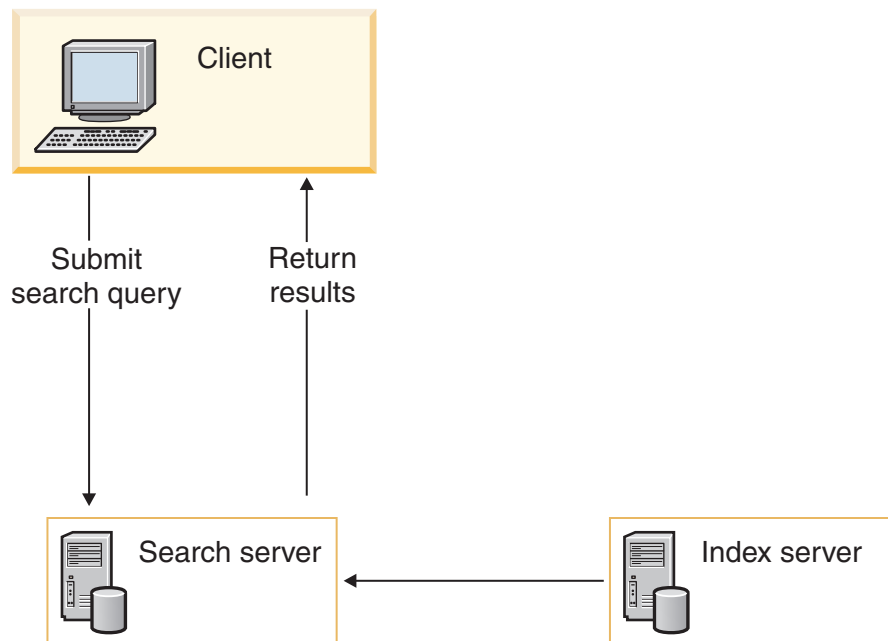 Client
Submit
search query
Return
results
Search server
Index server